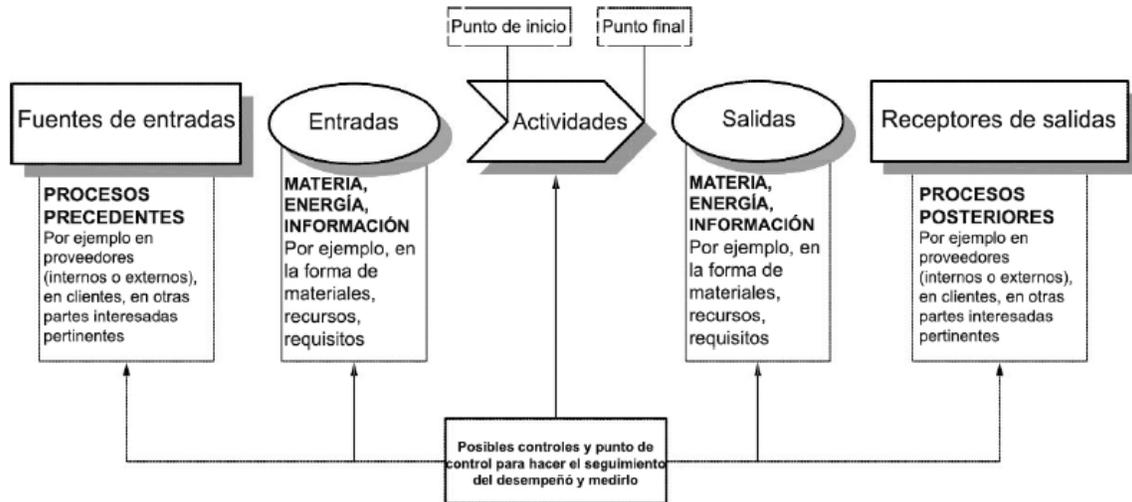 Punto de inicio
Punto final
Fuentes de entradas
Entradas
Actividades
Salidas
Receptores de salidas
PROCESOS
PRECEDENTES
Por ejemplo en
proveedores
(internos o externos),
en clientes, en otras
partes interesadas
pertinentes
MATERIA,
ENERGÍA,
INFORMACIÓN
Por ejemplo, en
la forma de
materiales,
recursos,
requisitos
MATERIA,
ENERGÍA,
INFORMACIÓN
Por ejemplo, en
la forma de
materiales,
recursos,
requisitos
PROCESOS
POSTERIORES
Por ejemplo en
proveedores
(internos o externos),
en clientes, en otras
partes interesadas
pertinentes
Posibles controles y punto de
control para hacer el seguimiento
del desempeñó y medirlo